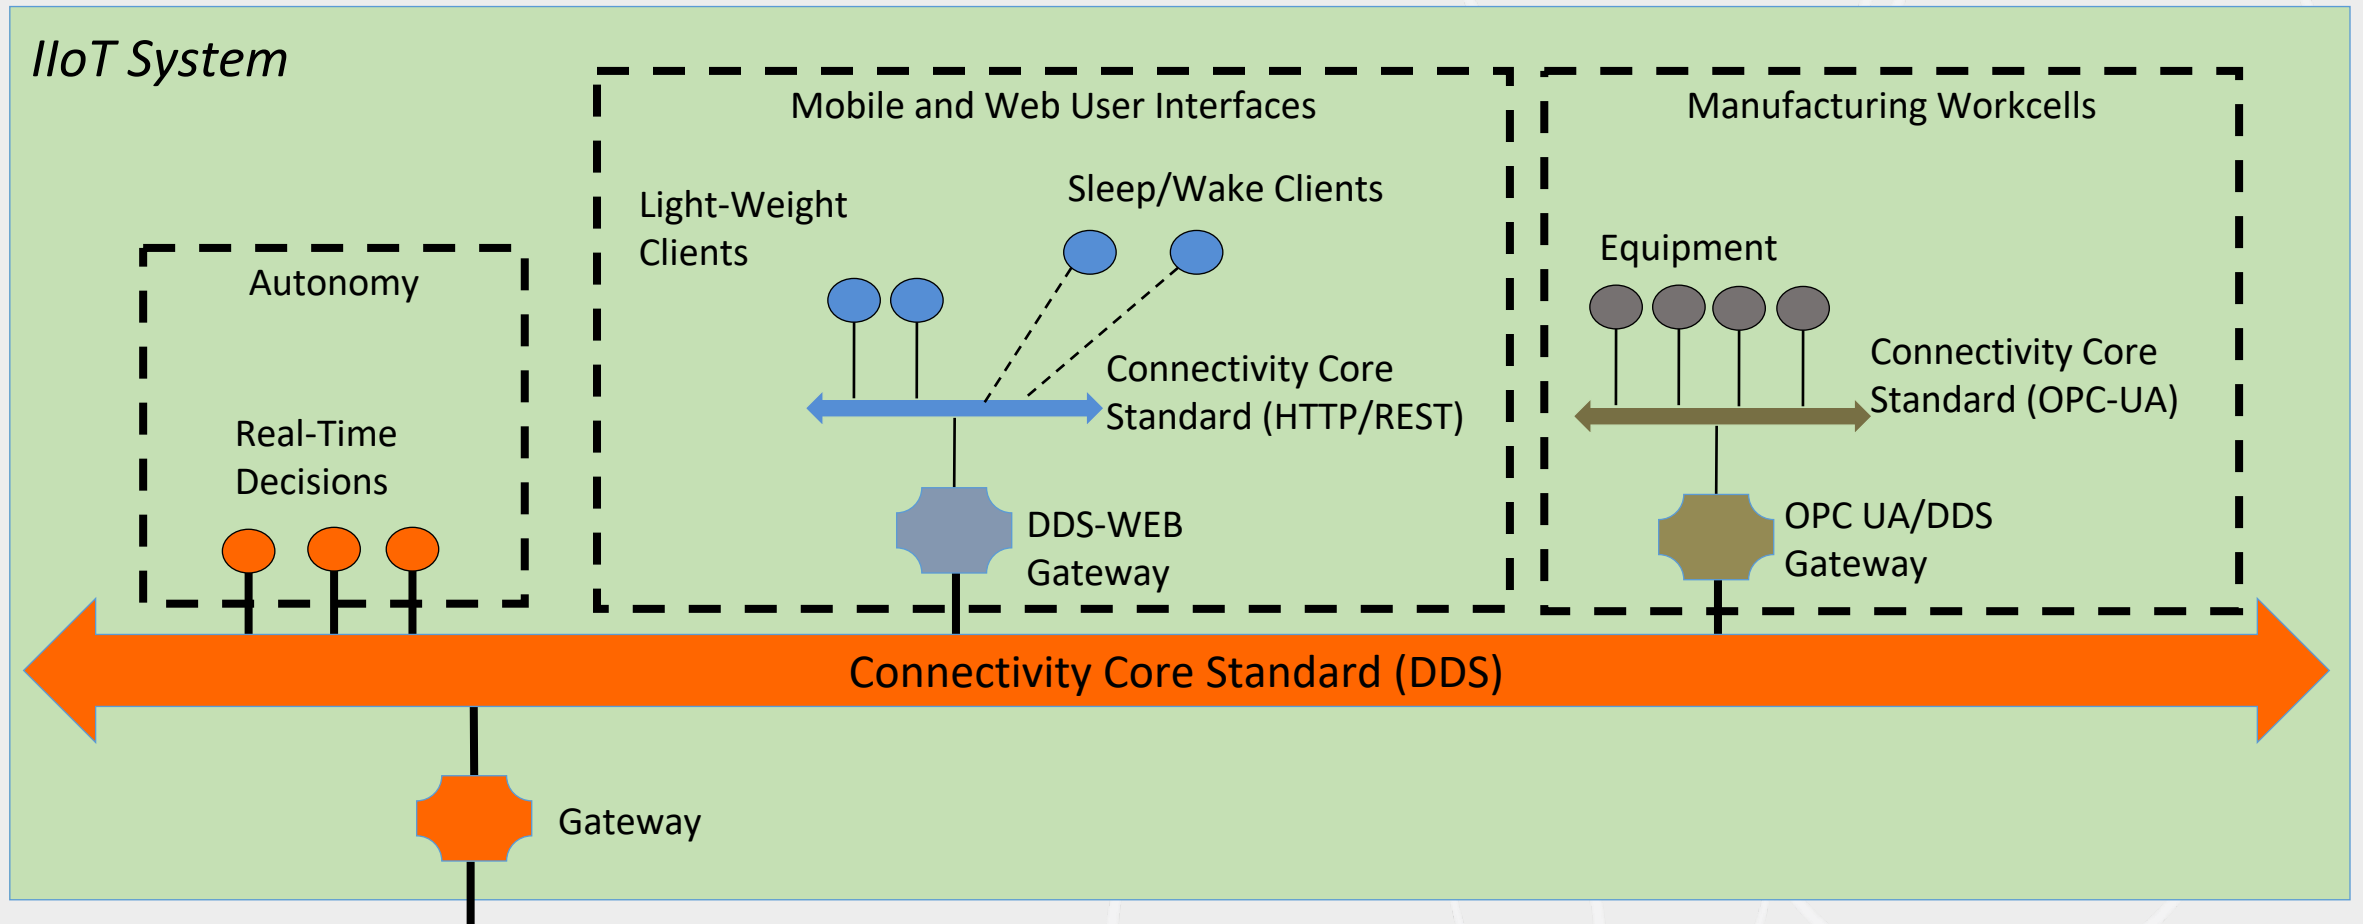 IIoT System
Mobile and Web User Interfaces
Manufacturing Workcells
Light-Weight
Clients
Sleep/Wake Clients
Equipment
Autonomy
Real-Time
Decisions
Connectivity Core
Standard (HTTP/REST)
Connectivity Core
Standard (OPC-UA)
DDS-WEB
Gateway
OPC UA/DDS
Gateway
Connectivity Core Standard (DDS)
Gateway